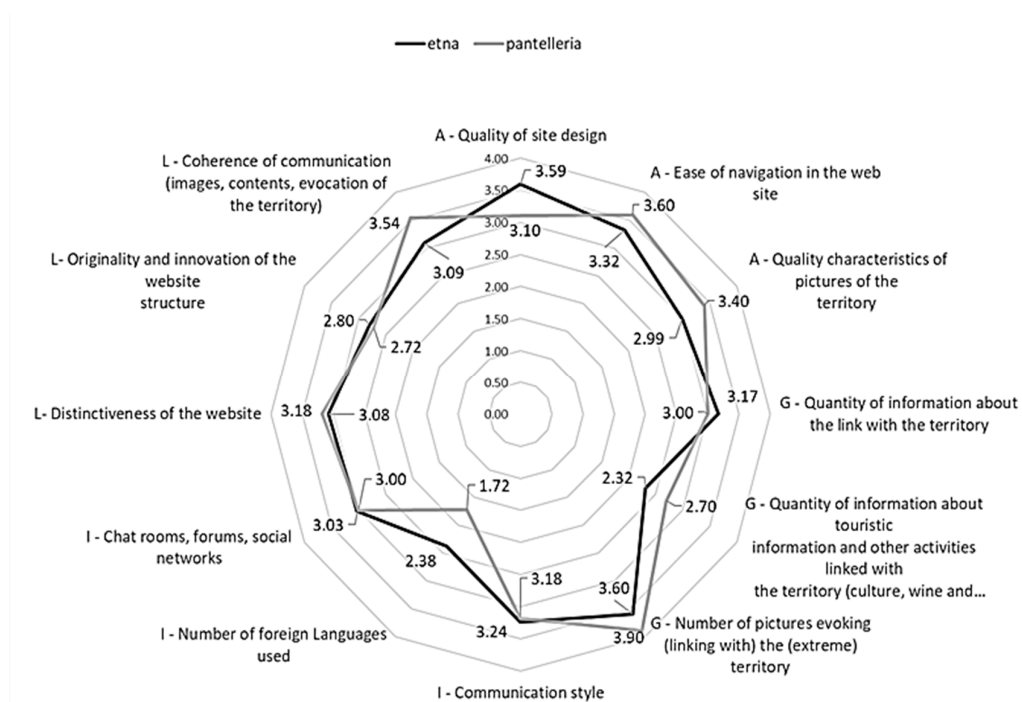 etna
pantelleria
A - Quality of site design
4.00
3.59
3.50
3.00
3.10
2.50
2.00
1.50
1.00
0.50
0.00
A - Ease of navigation in the web
site
3.60
3.32
A - Quality characteristics of
pictures of the
territory
3.40
2.99
G - Quantity of information about
the link with the territory
3.17
3.00
G - Quantity of information about
touristic
information and other activities
linked with
the territory (culture, wine and...
2.32
2.70
G - Number of pictures evoking
(linking with) the (extreme)
territory
3.60
3.90
I - Communication style
3.18
3.24
I - Number of foreign Languages
used
1.72
2.38
I - Chat rooms, forums, social
networks
3.00
3.03
L- Distinctiveness of the website
3.18
3.08
L- Originality and innovation of the
website
structure
2.80
2.72
L - Coherence of communication
(images, contents, evocation of
the territory)
3.54
3.09